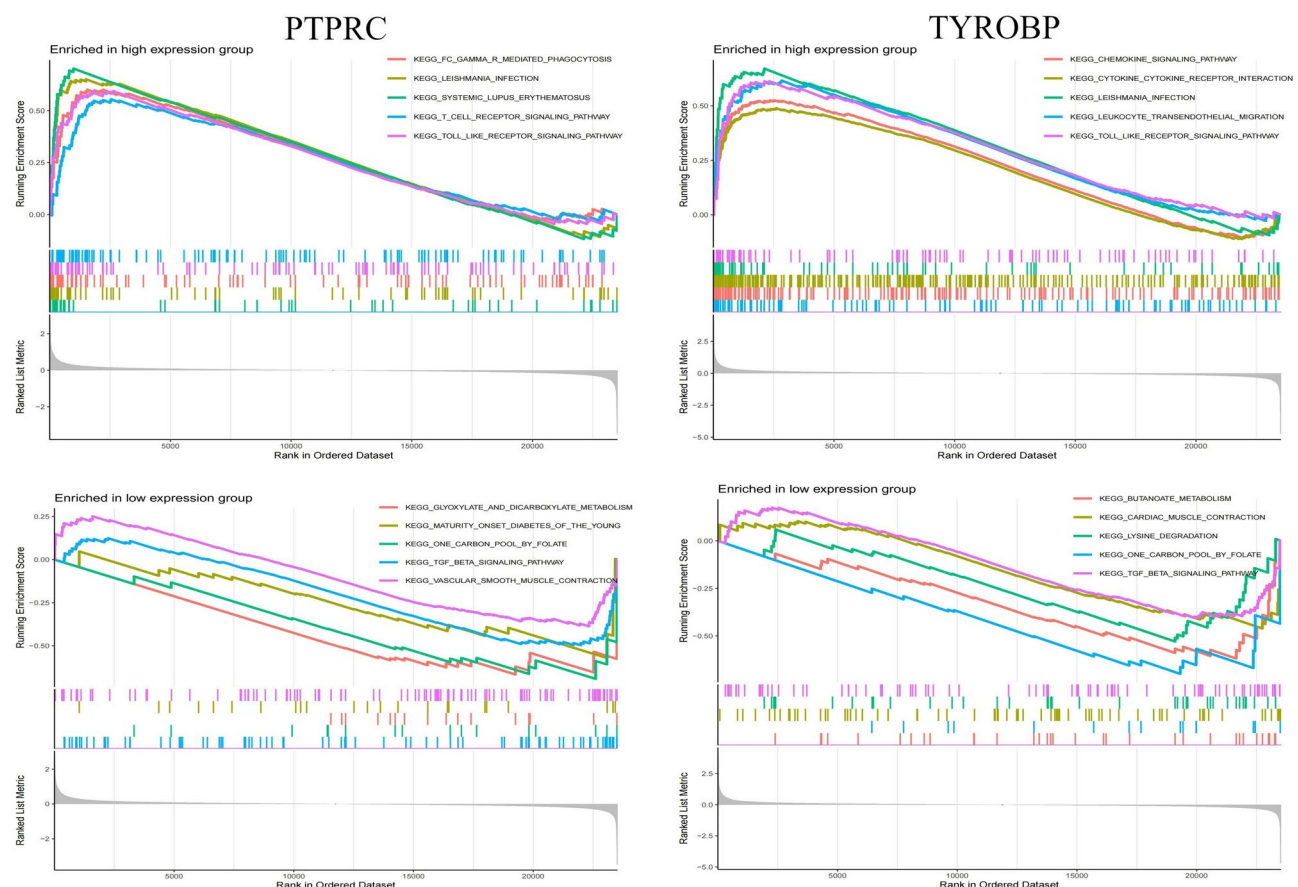 PTPRC
Enriched in high expression group
KEGG_FC_GAMMA_R_MEDIATED_PHAGOCYTOSIS
KEGG_LEISHMANIA_INFECTION
KEGG_SYSTEMIC_LUPUS_ERYTHEMATOSUS
KEGG_T_CELL_RECEPTOR_SIGNALING_PATHWAY
KEGG_TOLL_LIKE_RECEPTOR_SIGNALING_PATHWAY
Running Enrichment Score
0.50
0.25
0.00
Ranked List Metric
2
0
−2
5000 10000 15000 20000
Rank in Ordered Dataset
TYROBP
Enriched in high expression group
KEGG_CHEMOKINE_SIGNALING_PATHWAY
KEGG_CYTOKINE_CYTOKINE_RECEPTOR_INTERACTION
KEGG_LEISHMANIA_INFECTION
KEGG_LEUKOCYTE_TRANSENDOTHELIAL_MIGRATION
KEGG_TOLL_LIKE_RECEPTOR_SIGNALING_PATHWAY
Running Enrichment Score
0.50
0.25
0.00
Ranked List Metric
2.5
0.0
−2.5
−5.0
5000 10000 15000 20000
Rank in Ordered Dataset
Enriched in low expression group
KEGG_GLYOXYLATE_AND_DICARBOXYLATE_METABOLISM
KEGG_MATURITY_ONSET_DIABETES_OF_THE_YOUNG
KEGG_ONE_CARBON_POOL_BY_FOLATE
KEGG_TGF_BETA_SIGNALING_PATHWAY
KEGG_VASCULAR_SMOOTH_MUSCLE_CONTRACTION
Running Enrichment Score
0.25
0.00
−0.25
−0.50
Ranked List Metric
2
0
−2
5000 10000 15000 20000
Rank in Ordered Dataset
Enriched in low expression group
KEGG_BUTANOATE_METABOLISM
KEGG_CARDIAC_MUSCLE_CONTRACTION
KEGG_LYSINE_DEGRADATION
KEGG_ONE_CARBON_POOL_BY_FOLATE
KEGG_TGF_BETA_SIGNALING_PATHWAY
Running Enrichment Score
0.00
−0.25
−0.50
Ranked List Metric
2.5
0.0
−2.5
−5.0
5000 10000 15000 20000
Rank in Ordered Dataset